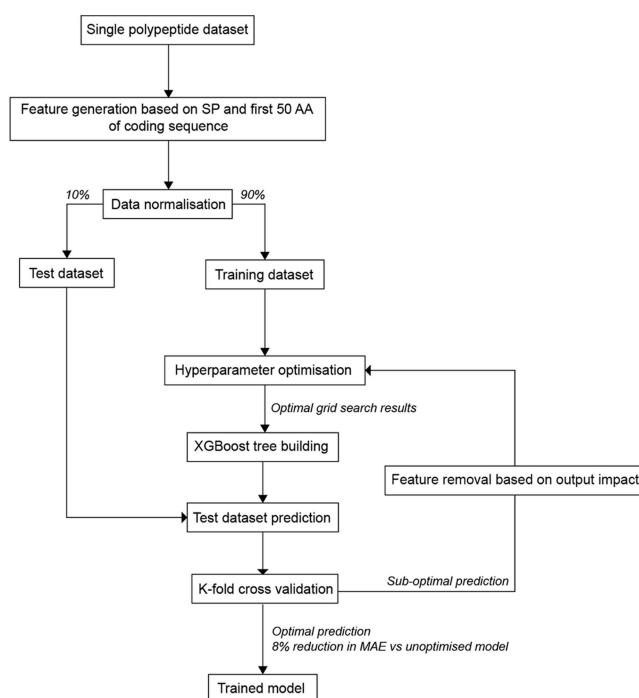 Single polypeptide dataset
Feature generation based on SP and first 50 AA
of coding sequence
10%
Data normalisation
90%
Test dataset
Training dataset
Hyperparameter optimisation
Optimal grid search results
XGBoost tree building
Feature removal based on output impact
Test dataset prediction
K-fold cross validation
Sub-optimal prediction
Optimal prediction
8% reduction in MAE vs unoptimised model
Trained model